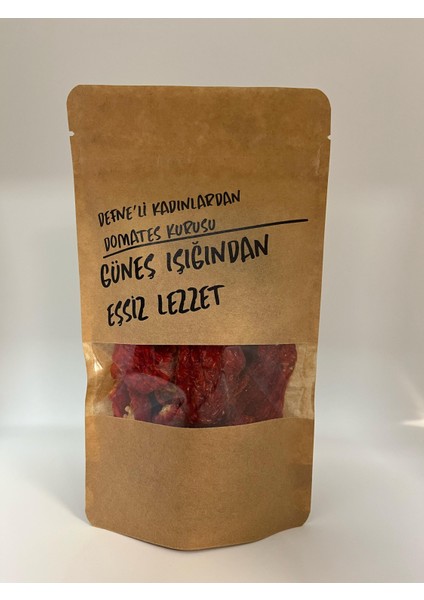 DEFNE'Lİ KADINLARDAN
DOMATES KURUSU
GÜNEŞ IŞIĞINDAN
EŞSİZ LEZZET